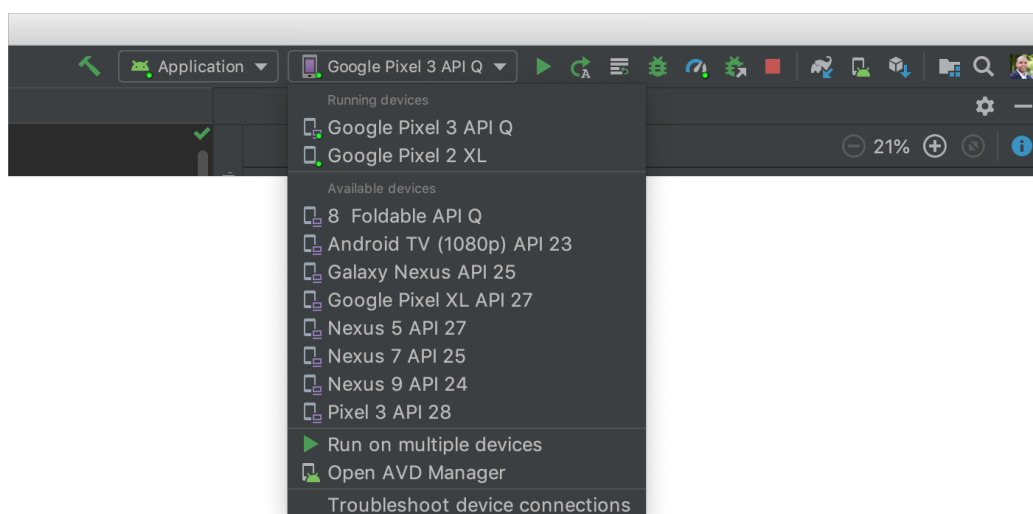 Application
Google Pixel 3 API Q
Running devices
Google Pixel 3 API Q
Google Pixel 2 XL
21%
Available devices
8 Foldable API Q
Android TV (1080p) API 23
Galaxy Nexus API 25
Google Pixel XL API 27
Nexus 5 API 27
Nexus 7 API 25
Nexus 9 API 24
Pixel 3 API 28
Run on multiple devices
Open AVD Manager
Troubleshoot device connections